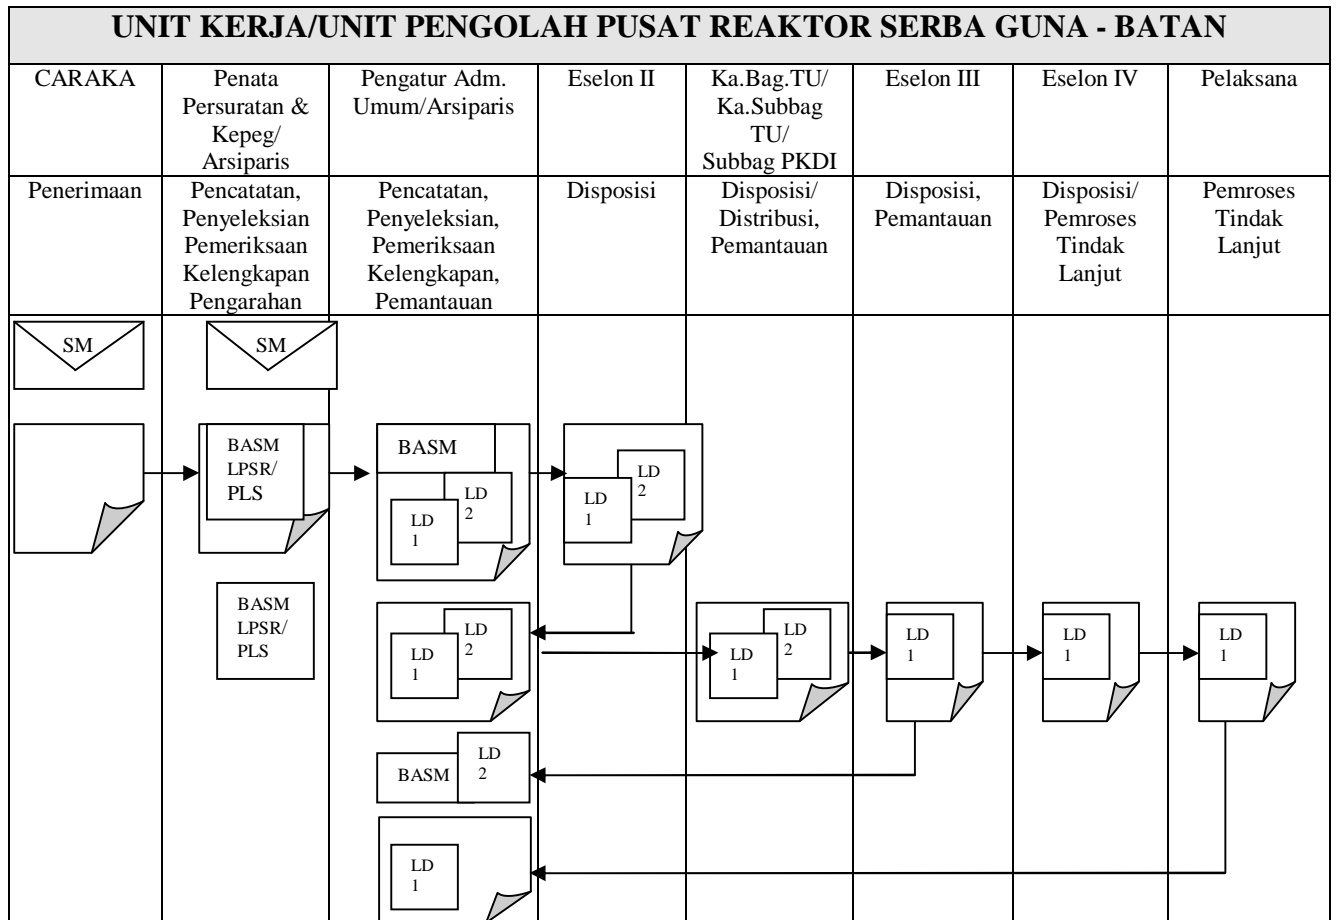 UNIT KERJA/UNIT PENGOLAH PUSAT REAKTOR SERBA GUNA - BATAN
CARAKA
Penata
Persuratan &
Kepeg/
Arsiparis
Pengatur Adm.
Umum/Arsiparis
Eselon II
Ka.Bag.TU/
Ka.Subbag
TU/
Subbag PKDI
Eselon III
Eselon IV
Pelaksana
Penerimaan
Pencatatan,
Penyeleksian
Pemeriksaan
Kelengkapan
Pengarahan
Pencatatan,
Penyeleksian,
Pemeriksaan
Kelengkapan,
Pemantauan
Disposisi
Disposisi/
Distribusi,
Pemantauan
Disposisi,
Pemantauan
Disposisi/
Pemroses
Tindak
Lanjut
Pemroses
Tindak
Lanjut
SM
SM
BASM
LPSR/
PLS
BASM
LD
2
LD
1
LD
2
LD
1
BASM
LPSR/
PLS
LD
2
LD
1
LD
2
LD
1
LD
1
LD
1
LD
1
LD
2
BASM
LD
1